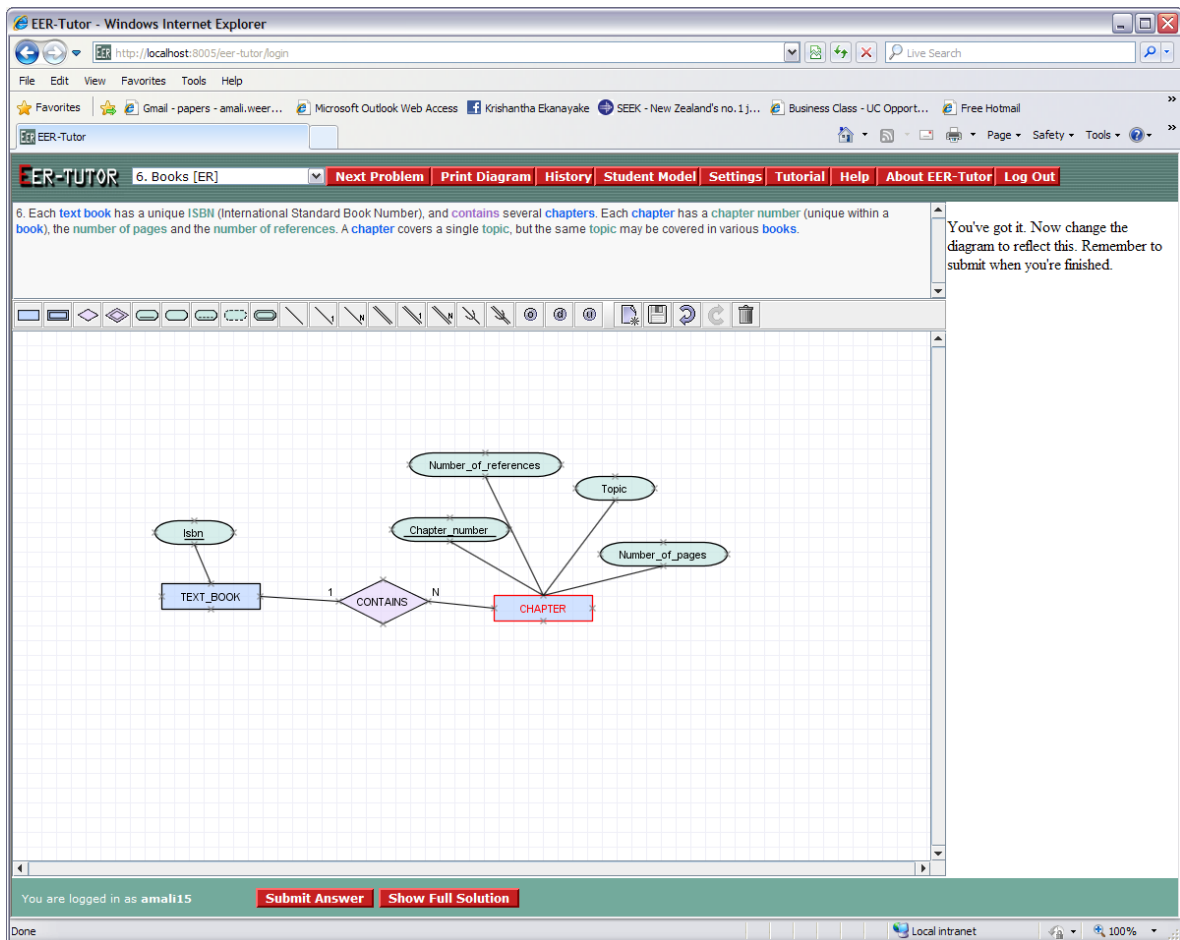 EER-Tutor - Windows Internet Explorer
http://localhost:8005/eer-tutor/login
Live Search
File Edit View Favorites Tools Help
Favorites Gmail - papers - amali.weer... Microsoft Outlook Web Access Krishantha Ekanayake SEEK - New Zealand's no.1 j... Business Class - UC Opport... Free Hotmail »
EER-Tutor Page Safety Tools »
EER-TUTOR 6. Books [ER] Next Problem Print Diagram History Student Model Settings Tutorial Help About EER-Tutor Log Out
6. Each text book has a unique ISBN (International Standard Book Number), and contains several chapters. Each chapter has a chapter number (unique within a
book), the number of pages and the number of references. A chapter covers a single topic, but the same topic may be covered in various books.
You've got it. Now change the
diagram to reflect this. Remember to
submit when you're finished.
1 N 1 N o d u
Number_of_references
Topic
Isbn
Chapter_number
Number_of_pages
TEXT_BOOK 1 CONTAINS N CHAPTER
You are logged in as amali15 Submit Answer Show Full Solution
Done Local intranet 100%